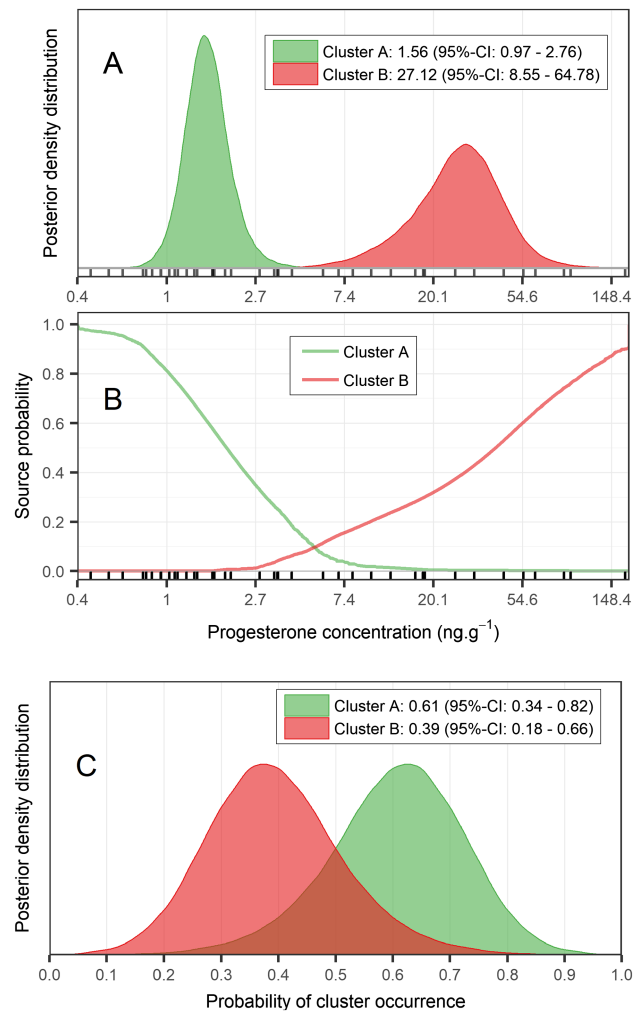 Posterior density distribution
A
Cluster A: 1.56 (95%-CI: 0.97 - 2.76)
Cluster B: 27.12 (95%-CI: 8.55 - 64.78)
0.4 1 2.7 7.4 20.1 54.6 148.4
Source probability
1.0
0.8
0.6
0.4
0.2
0.0
B
Cluster A
Cluster B
0.4 1 2.7 7.4 20.1 54.6 148.4
Progesterone concentration (ng.g⁻¹)
Posterior density distribution
C
Cluster A: 0.61 (95%-CI: 0.34 - 0.82)
Cluster B: 0.39 (95%-CI: 0.18 - 0.66)
0.0 0.1 0.2 0.3 0.4 0.5 0.6 0.7 0.8 0.9 1.0
Probability of cluster occurrence